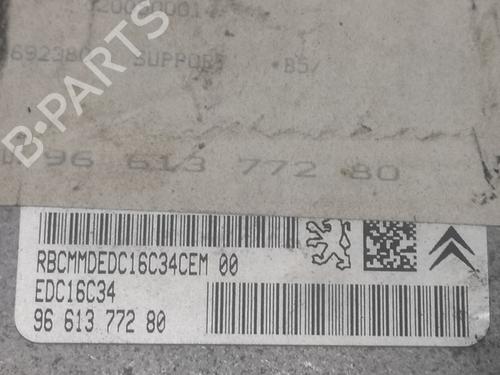 SUPPORT
96 613 772 80
B-PARTS
RBCMMDEDC16C34CEM 00
EDC16C34
96 613 772 80